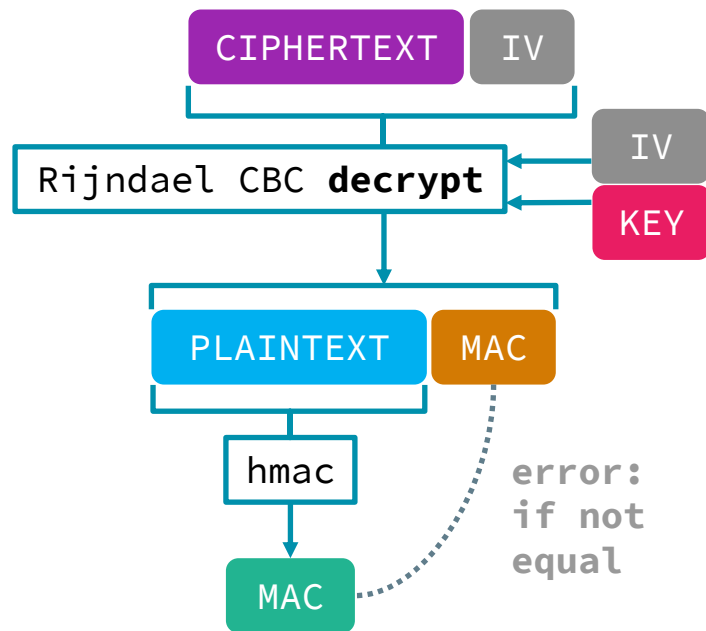 CIPHERTEXT IV
IV
Rijndael CBC decrypt
KEY
PLAINTEXT MAC
hmac
error:
if not
equal
MAC